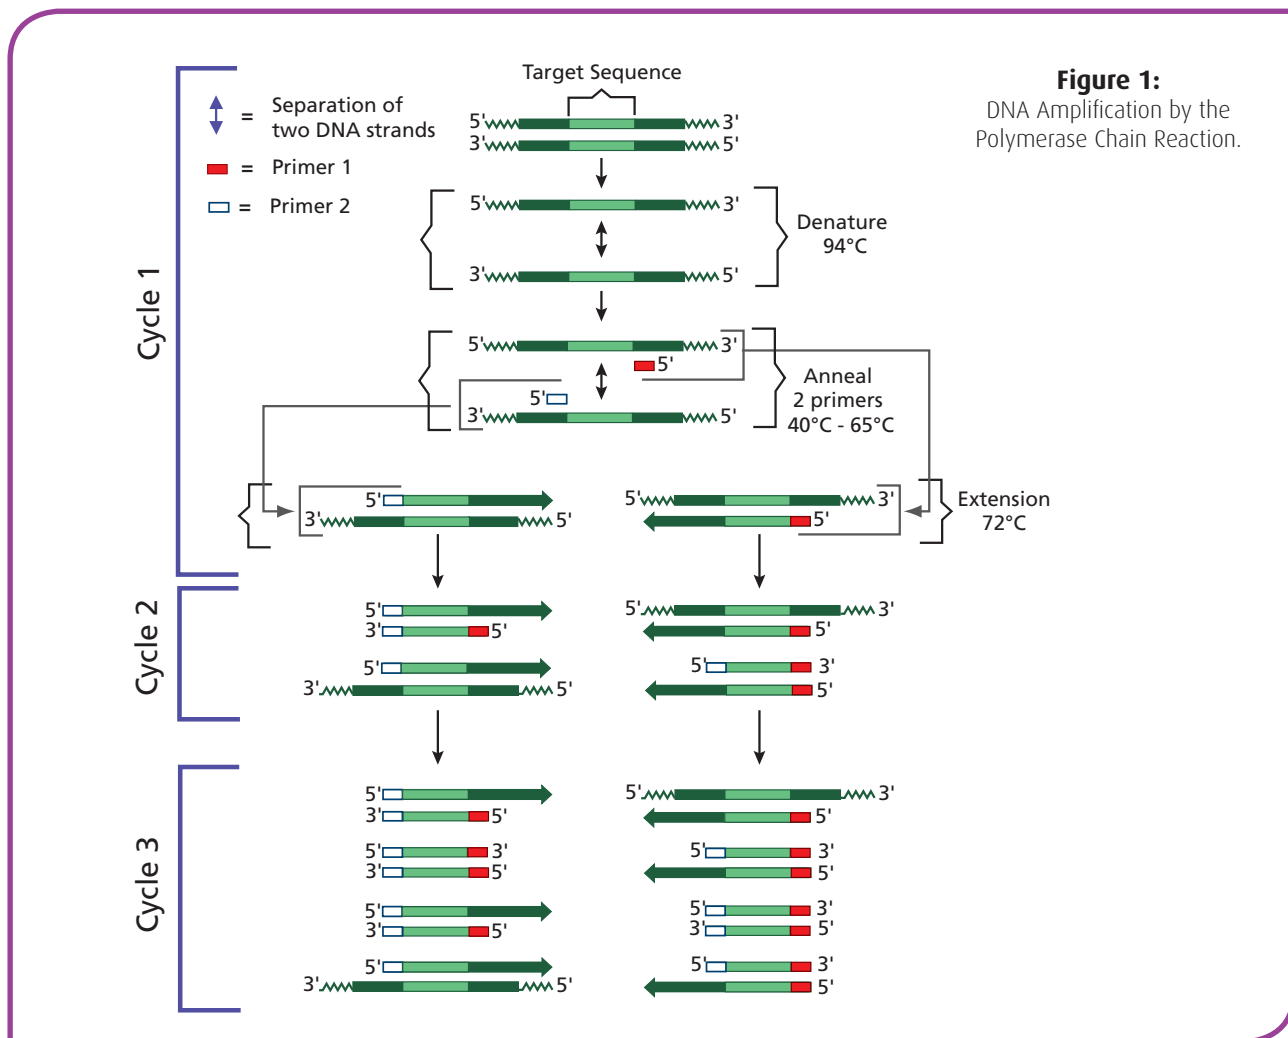 Figure 1:
DNA Amplification by the
Polymerase Chain Reaction.
Target Sequence
= Separation of
two DNA strands
= Primer 1
= Primer 2
Cycle 1
5' 3'
3' 5'
5' 3'
Denature
94°C
3' 5'
5' 3'
5'
Anneal
2 primers
40°C - 65°C
5'
3' 5'
5'
3' 5'
5' 3'
5'
Extension
72°C
Cycle 2
5'
3' 5'
5'
3' 5'
5' 3'
5'
5' 3'
5'
Cycle 3
5'
3' 5'
5' 3'
3' 5'
5'
3' 5'
5'
3' 5'
5' 3'
5'
5' 3'
5'
5' 3'
3' 5'
5' 3'
5'